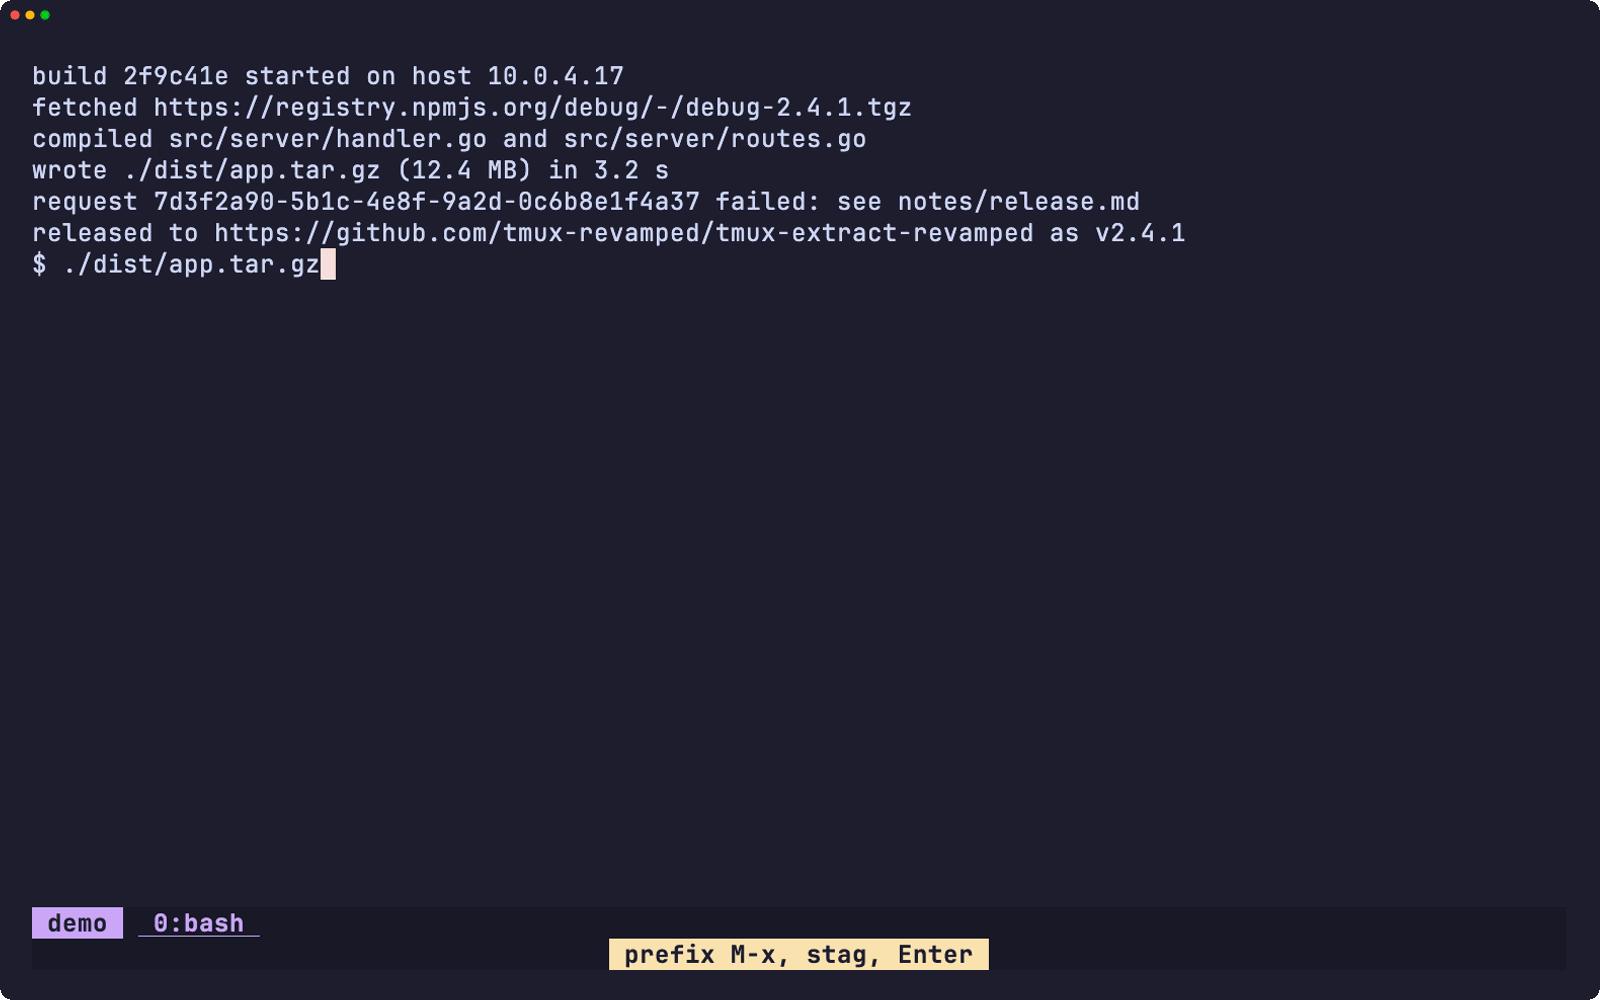 build 2f9c41e started on host 10.0.4.17
fetched https://registry.npmjs.org/debug/-/debug-2.4.1.tgz
compiled src/server/handler.go and src/server/routes.go
wrote ./dist/app.tar.gz (12.4 MB) in 3.2 s
request 7d3f2a90-5b1c-4e8f-9a2d-0c6b8e1f4a37 failed: see notes/release.md
released to https://github.com/tmux-revamped/tmux-extract-revamped as v2.4.1
$ ./dist/app.tar.gz
demo 0:bash
prefix M-x, stag, Enter